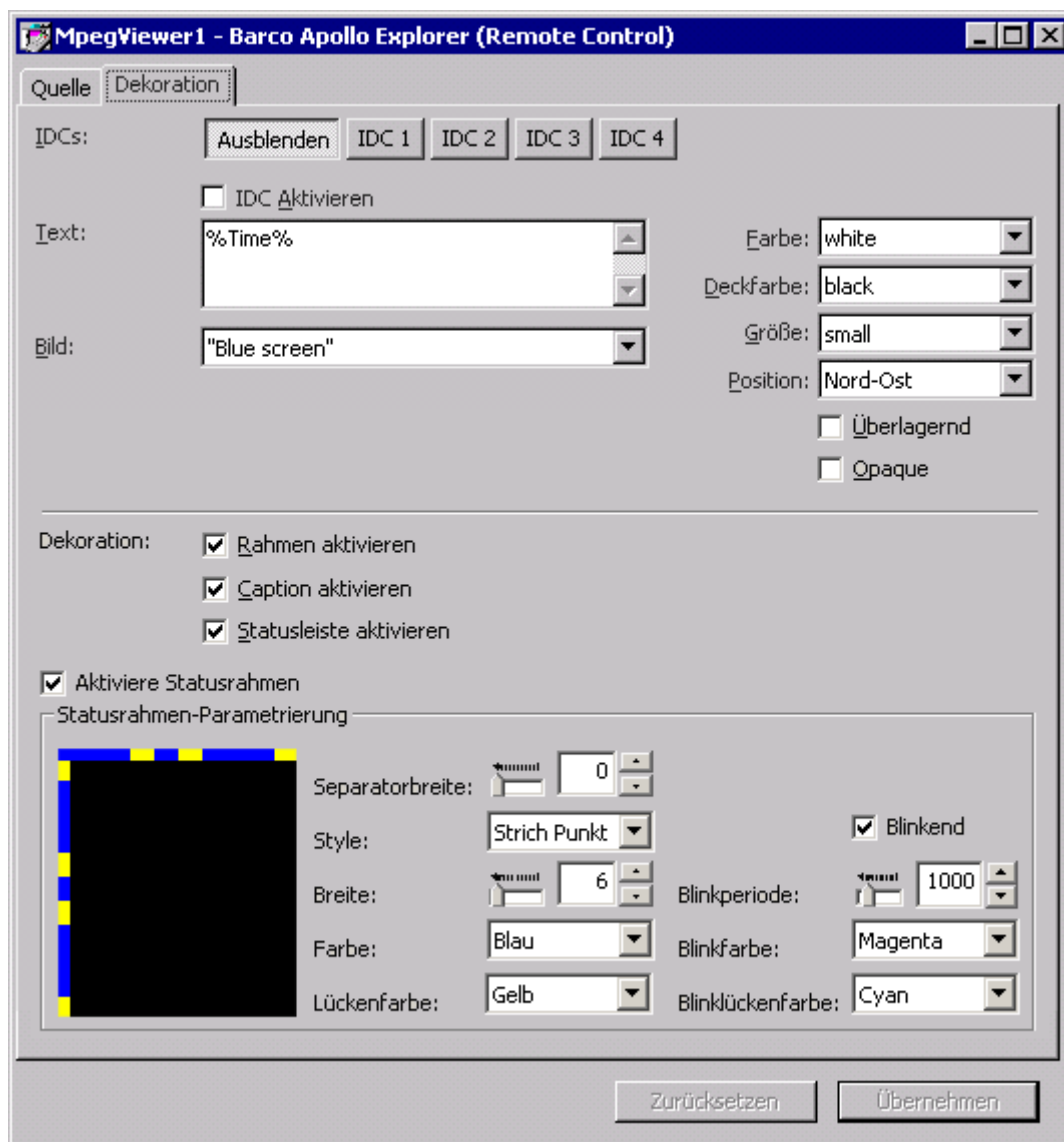 MpegViewer1 - Barco Apollo Explorer (Remote Control)
Quelle Dekoration
IDCs: Ausblenden IDC 1 IDC 2 IDC 3 IDC 4
IDC Aktivieren
Text: %Time% Farbe: white
Deckfarbe: black
Bild: "Blue screen" Größe: small
Position: Nord-Ost
Überlagernd
Opaque
Dekoration: Rahmen aktivieren
Caption aktivieren
Statusleiste aktivieren
Aktiviere Statusrahmen
Statusrahmen-Parametrierung
Separatorbreite: 0
Style: Strich Punkt Blinkend
Breite: 6 Blinkperiode: 1000
Farbe: Blau Blinkfarbe: Magenta
Lückenfarbe: Gelb Blinklückenfarbe: Cyan
Zurücksetzen Übernehmen